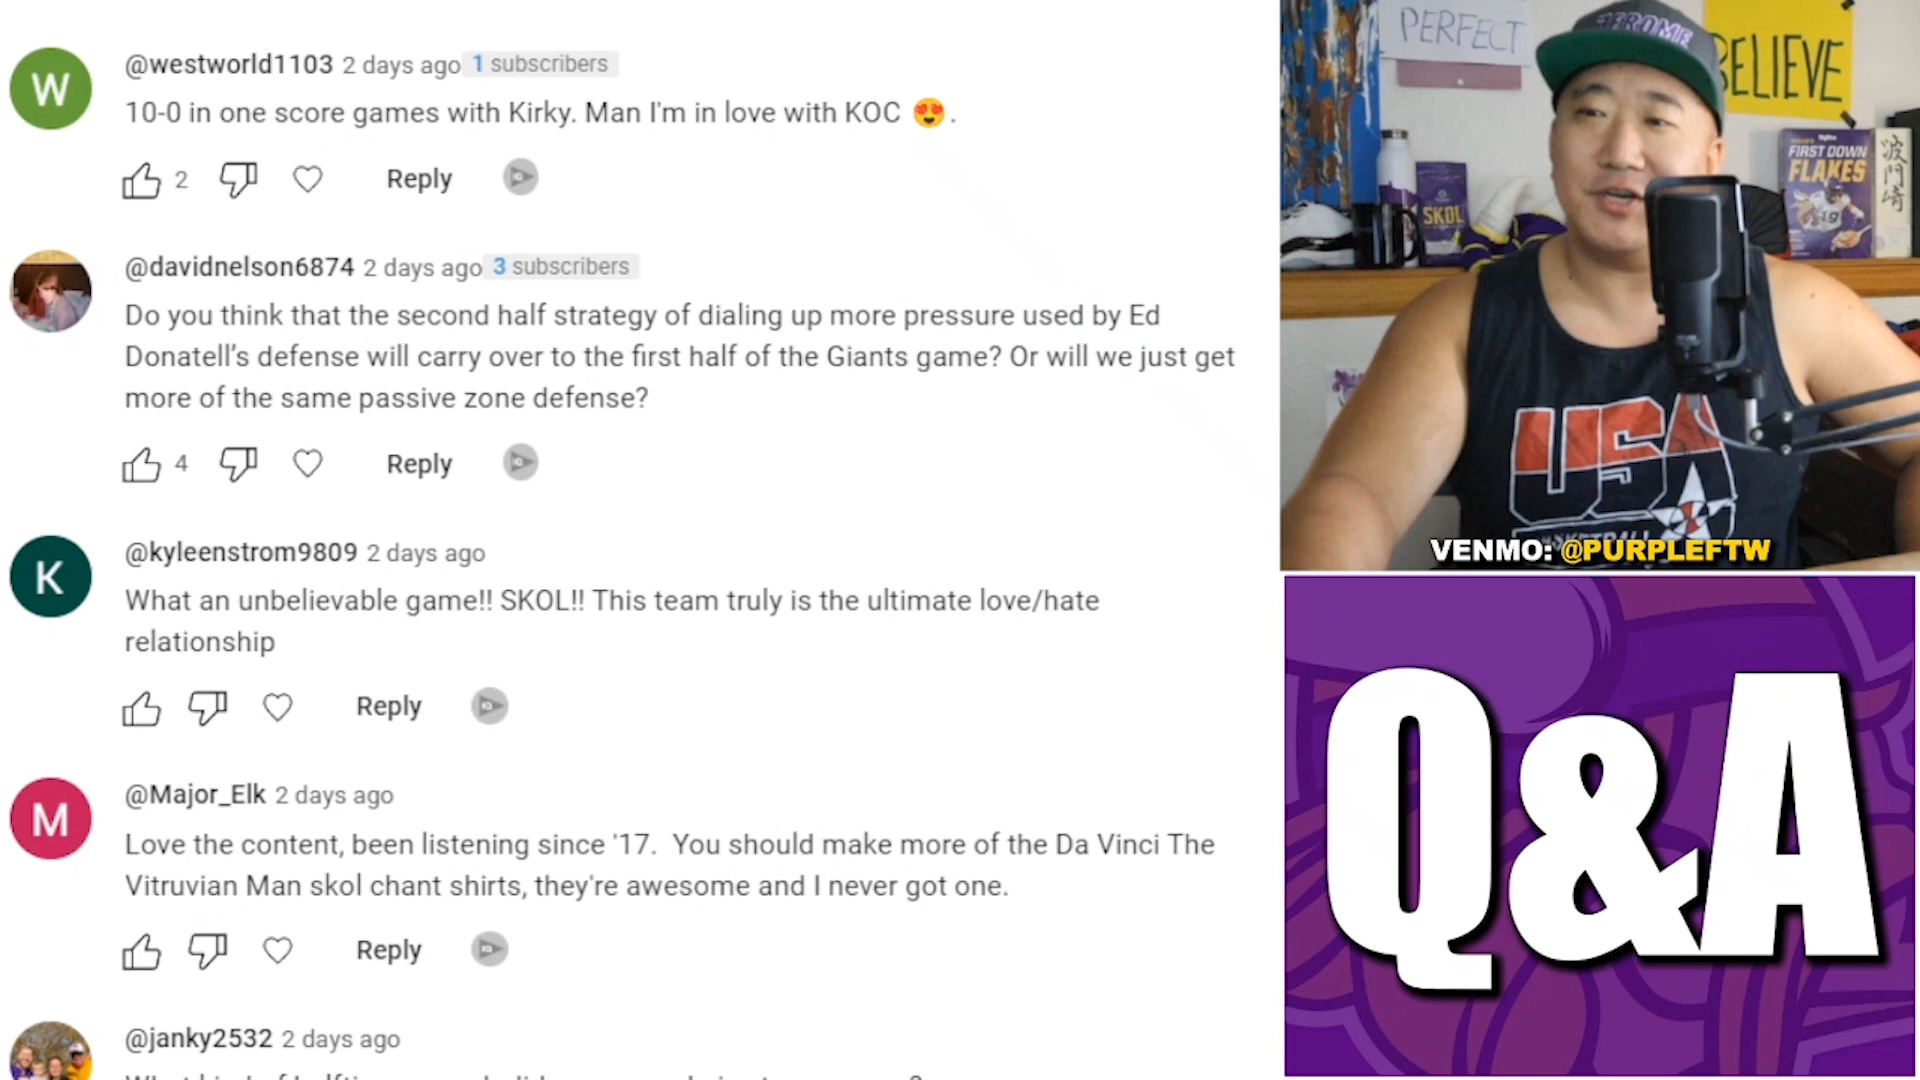 W
@westworld1103 2 days ago 1 subscribers
10-0 in one score games with Kirky. Man I'm in love with KOC 😍.
2 Reply
@davidnelson6874 2 days ago 3 subscribers
Do you think that the second half strategy of dialing up more pressure used by Ed
Donatell’s defense will carry over to the first half of the Giants game? Or will we just get
more of the same passive zone defense?
4 Reply
K
@kyleenstrom9809 2 days ago
What an unbelievable game!! SKOL!! This team truly is the ultimate love/hate
relationship
Reply
M
@Major_Elk 2 days ago
Love the content, been listening since '17.  You should make more of the Da Vinci The
Vitruvian Man skol chant shirts, they're awesome and I never got one.
Reply
@janky2532 2 days ago
PERFECT
JEROME
BELIEVE
FIRST DOWN
FLAKES
19
SKOL
波
門
崎
USA
BASKETBALL
VENMO: @PURPLEFTW
Q&A